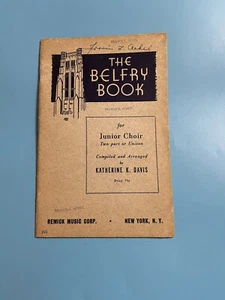 THE
BELFRY
BOOK
for
Junior Choir
Two part or Unison
Compiled and Arranged
by
KATHERINE K. DAVIS
REMICK MUSIC CORP. • NEW YORK, N. Y.